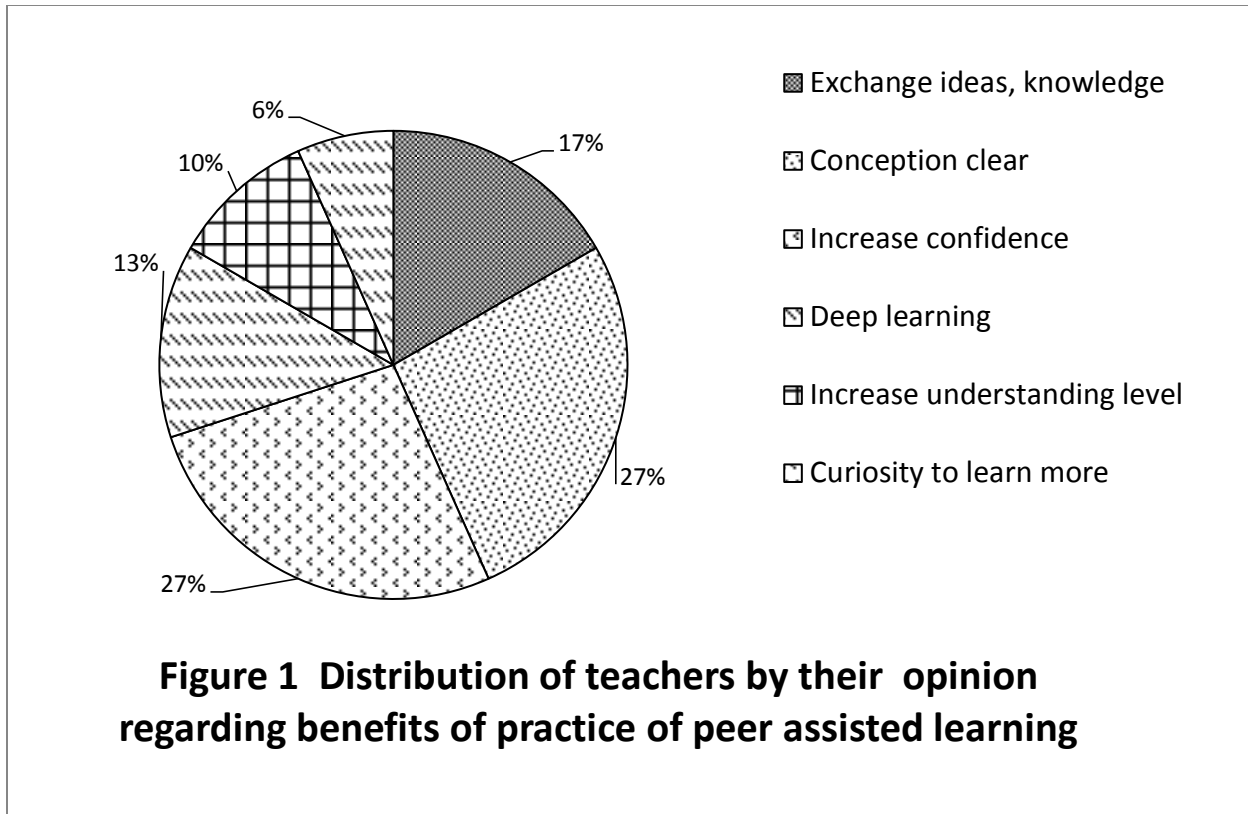 6%
17%
10%
13%
27%
27%
Exchange ideas, knowledge
Conception clear
Increase confidence
Deep learning
Increase understanding level
Curiosity to learn more
Figure 1  Distribution of teachers by their  opinion
regarding benefits of practice of peer assisted learning